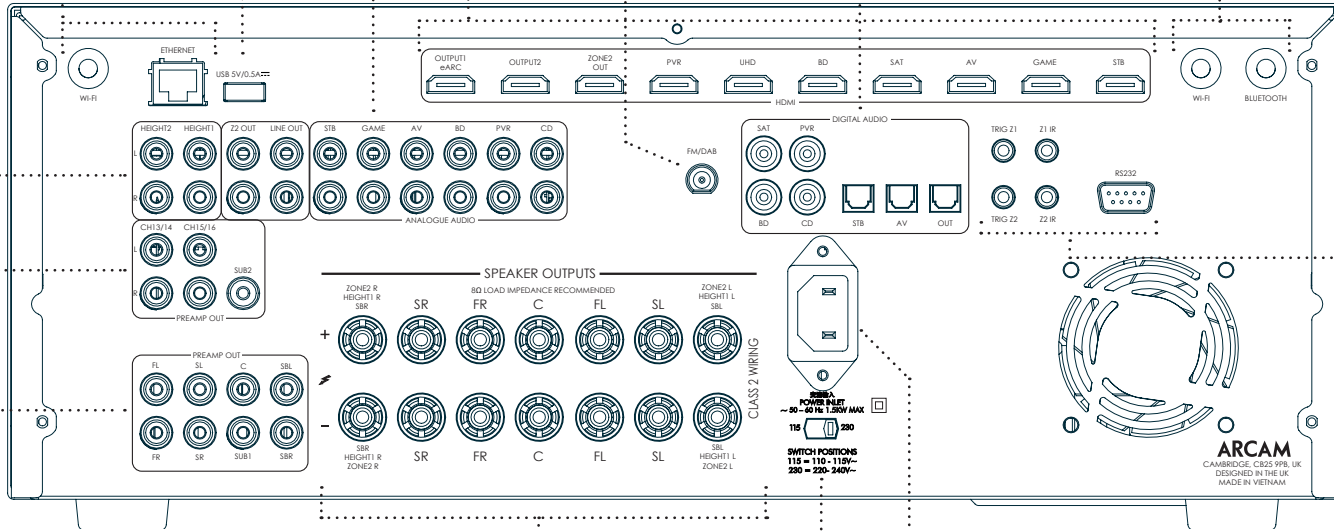 ETHERNET
USB 5V/0.5A
WI-FI
OUTPUT1
eARC
OUTPUT2
ZONE2
OUT
PVR
UHD
BD
SAT
AV
GAME
STB
HDMI
WI-FI
BLUETOOTH
HEIGHT2
HEIGHT1
Z2 OUT
LINE OUT
STB
GAME
AV
BD
PVR
CD
L
R
ANALOGUE AUDIO
FM/DAB
DIGITAL AUDIO
SAT
PVR
BD
CD
STB
AV
OUT
TRIG Z1
Z1 IR
TRIG Z2
Z2 IR
RS232
CH13/14
CH15/16
L
R
SUB2
PREAMP OUT
SPEAKER OUTPUTS
8Ω LOAD IMPEDANCE RECOMMENDED
ZONE2 R
HEIGHT1 R
SBR
SR
FR
C
FL
SL
ZONE2 L
HEIGHT1 L
SBL
+
−
SBR
HEIGHT1 R
ZONE2 R
SR
FR
C
FL
SL
SBL
HEIGHT1 L
ZONE2 L
CLASS 2 WIRING
PREAMP OUT
FL
SL
C
SBL
FR
SR
SUB1
SBR
POWER INLET
~ 50 – 60 Hz 1.5KW MAX
115
230
SWITCH POSITIONS
115 = 110 - 115V~
230 = 220- 240V~
ARCAM
CAMBRIDGE, CB25 9PB, UK
DESIGNED IN THE UK
MADE IN VIETNAM